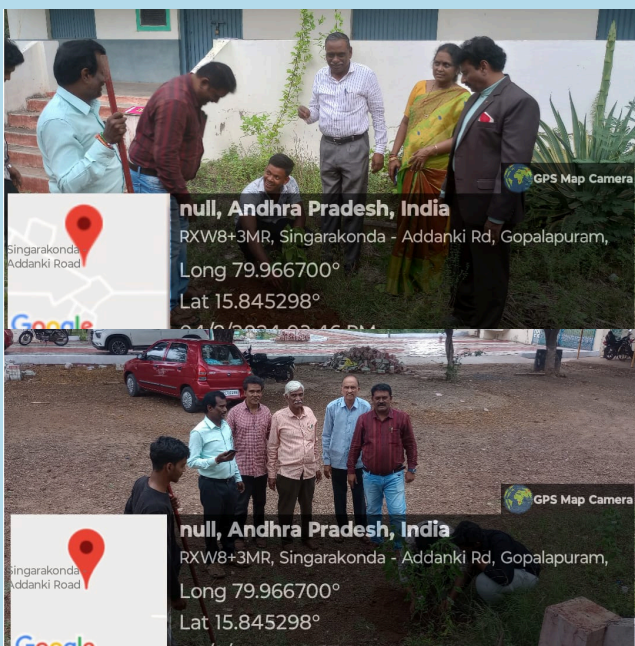 GPS Map Camera
null, Andhra Pradesh, India
RXW8+3MR, Singarakonda - Addanki Rd, Gopalapuram,
Singarakonda
Addanki Road
Long 79.966700°
Lat 15.845298°
Google
GPS Map Camera
null, Andhra Pradesh, India
RXW8+3MR, Singarakonda - Addanki Rd, Gopalapuram,
Singarakonda
Addanki Road
Long 79.966700°
Lat 15.845298°
Google